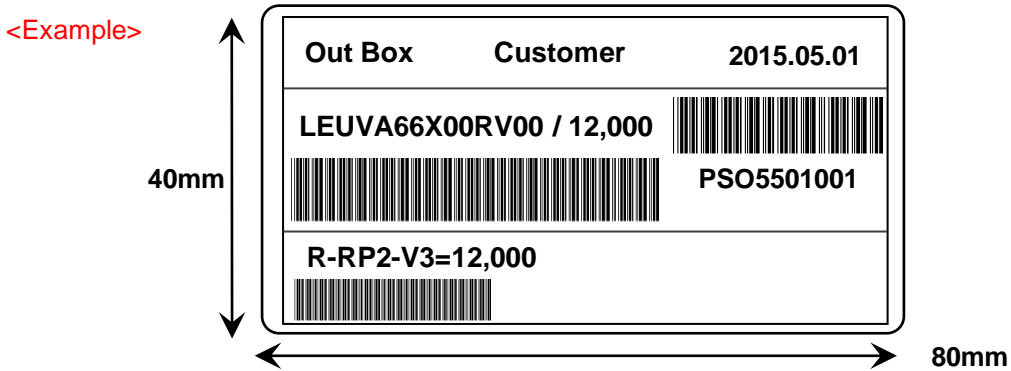 <Example>
Out Box Customer 2015.05.01
LEUVA66X00RV00 / 12,000
40mm
PSO5501001
R-RP2-V3=12,000
80mm